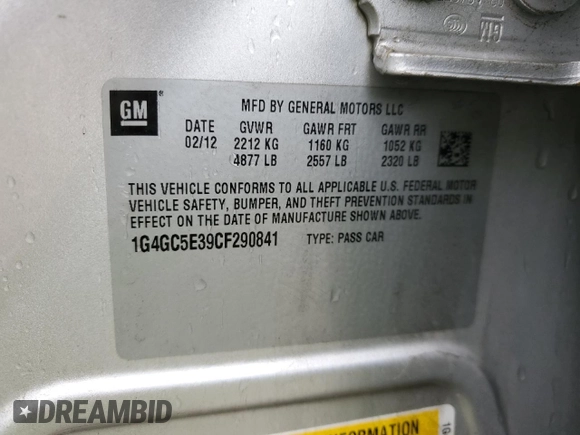 GM
MFD BY GENERAL MOTORS LLC
DATE GVWR GAWR FRT GAWR RR
02/12 2212 KG 1160 KG 1052 KG
4877 LB 2557 LB 2320 LB
THIS VEHICLE CONFORMS TO ALL APPLICABLE U.S. FEDERAL MOTOR
VEHICLE SAFETY, BUMPER, AND THEFT PREVENTION STANDARDS IN
EFFECT ON THE DATE OF MANUFACTURE SHOWN ABOVE.
1G4GC5E39CF290841 TYPE: PASS CAR
DREAMBID